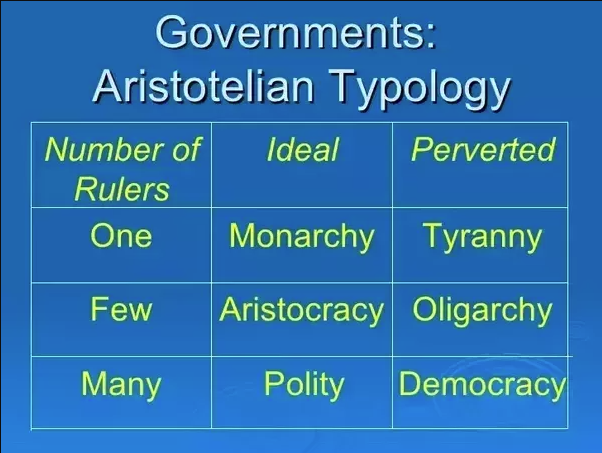 Governments:
Aristotelian Typology
Number of Rulers Ideal Perverted
One Monarchy Tyranny
Few Aristocracy Oligarchy
Many Polity Democracy